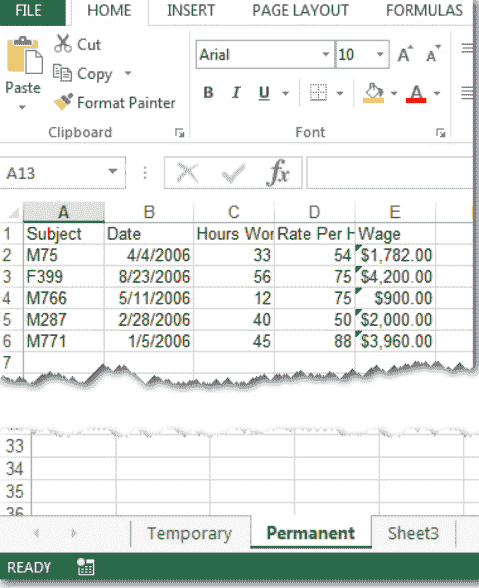 FILE HOME INSERT PAGE LAYOUT FORMULAS
Cut
Copy
Paste
Format Painter
Arial 10 A A
B I U A
Clipboard Font
A13 fx
A B C D E
1 Subject Date Hours Wor Rate Per H Wage
2 M75 4/4/2006 33 54 $1,782.00
3 F399 8/23/2006 56 75 $4,200.00
4 M766 5/11/2006 12 75 $900.00
5 M287 2/28/2006 40 50 $2,000.00
6 M771 1/5/2006 45 88 $3,960.00
7
33
34
35
36
Temporary Permanent Sheet3
READY